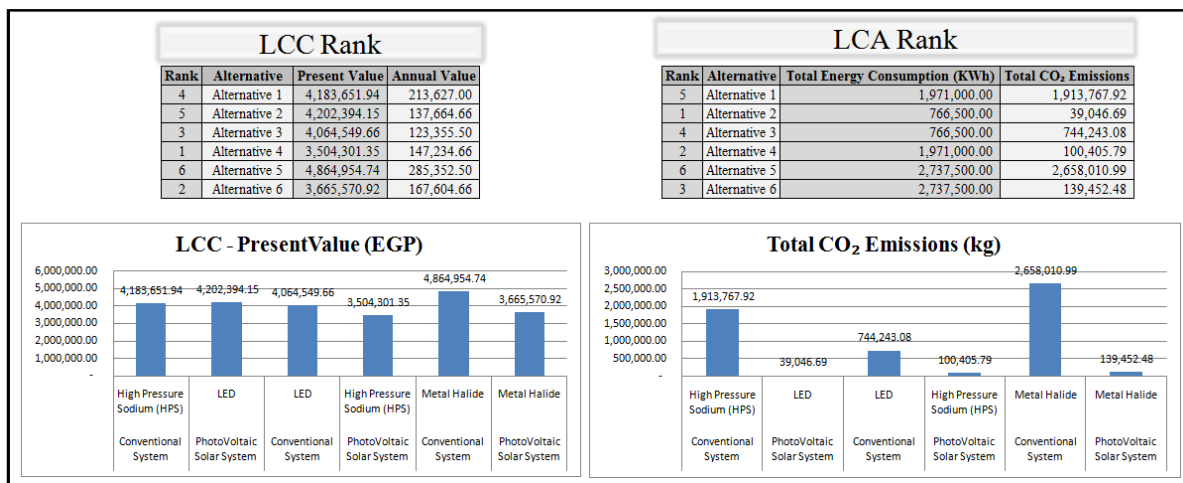 LCC Rank
Rank Alternative Present Value Annual Value
4 Alternative 1 4,183,651.94 213,627.00
5 Alternative 2 4,202,394.15 137,664.66
3 Alternative 3 4,064,549.66 123,355.50
1 Alternative 4 3,504,301.35 147,234.66
6 Alternative 5 4,864,954.74 285,352.50
2 Alternative 6 3,665,570.92 167,604.66
LCA Rank
Rank Alternative Total Energy Consumption (KWh) Total CO₂ Emissions
5 Alternative 1 1,971,000.00 1,913,767.92
1 Alternative 2 766,500.00 39,046.69
4 Alternative 3 766,500.00 744,243.08
2 Alternative 4 1,971,000.00 100,405.79
6 Alternative 5 2,737,500.00 2,658,010.99
3 Alternative 6 2,737,500.00 139,452.48
LCC - PresentValue (EGP)
6,000,000.00
5,000,000.00
4,000,000.00
3,000,000.00
2,000,000.00
1,000,000.00
-
4,183,651.94 4,202,394.15 4,064,549.66 3,504,301.35 4,864,954.74 3,665,570.92
High Pressure LED LED High Pressure Metal Halide Metal Halide
Sodium (HPS) Sodium (HPS)
Conventional PhotoVoltaic Conventional PhotoVoltaic Conventional PhotoVoltaic
System Solar System System Solar System System Solar System
Total CO₂ Emissions (kg)
3,000,000.00
2,500,000.00
2,000,000.00
1,500,000.00
1,000,000.00
500,000.00
-
1,913,767.92 39,046.69 744,243.08 100,405.79 2,658,010.99 139,452.48
High Pressure LED LED High Pressure Metal Halide Metal Halide
Sodium (HPS) Sodium (HPS)
Conventional PhotoVoltaic Conventional PhotoVoltaic Conventional PhotoVoltaic
System Solar System System Solar System System Solar System